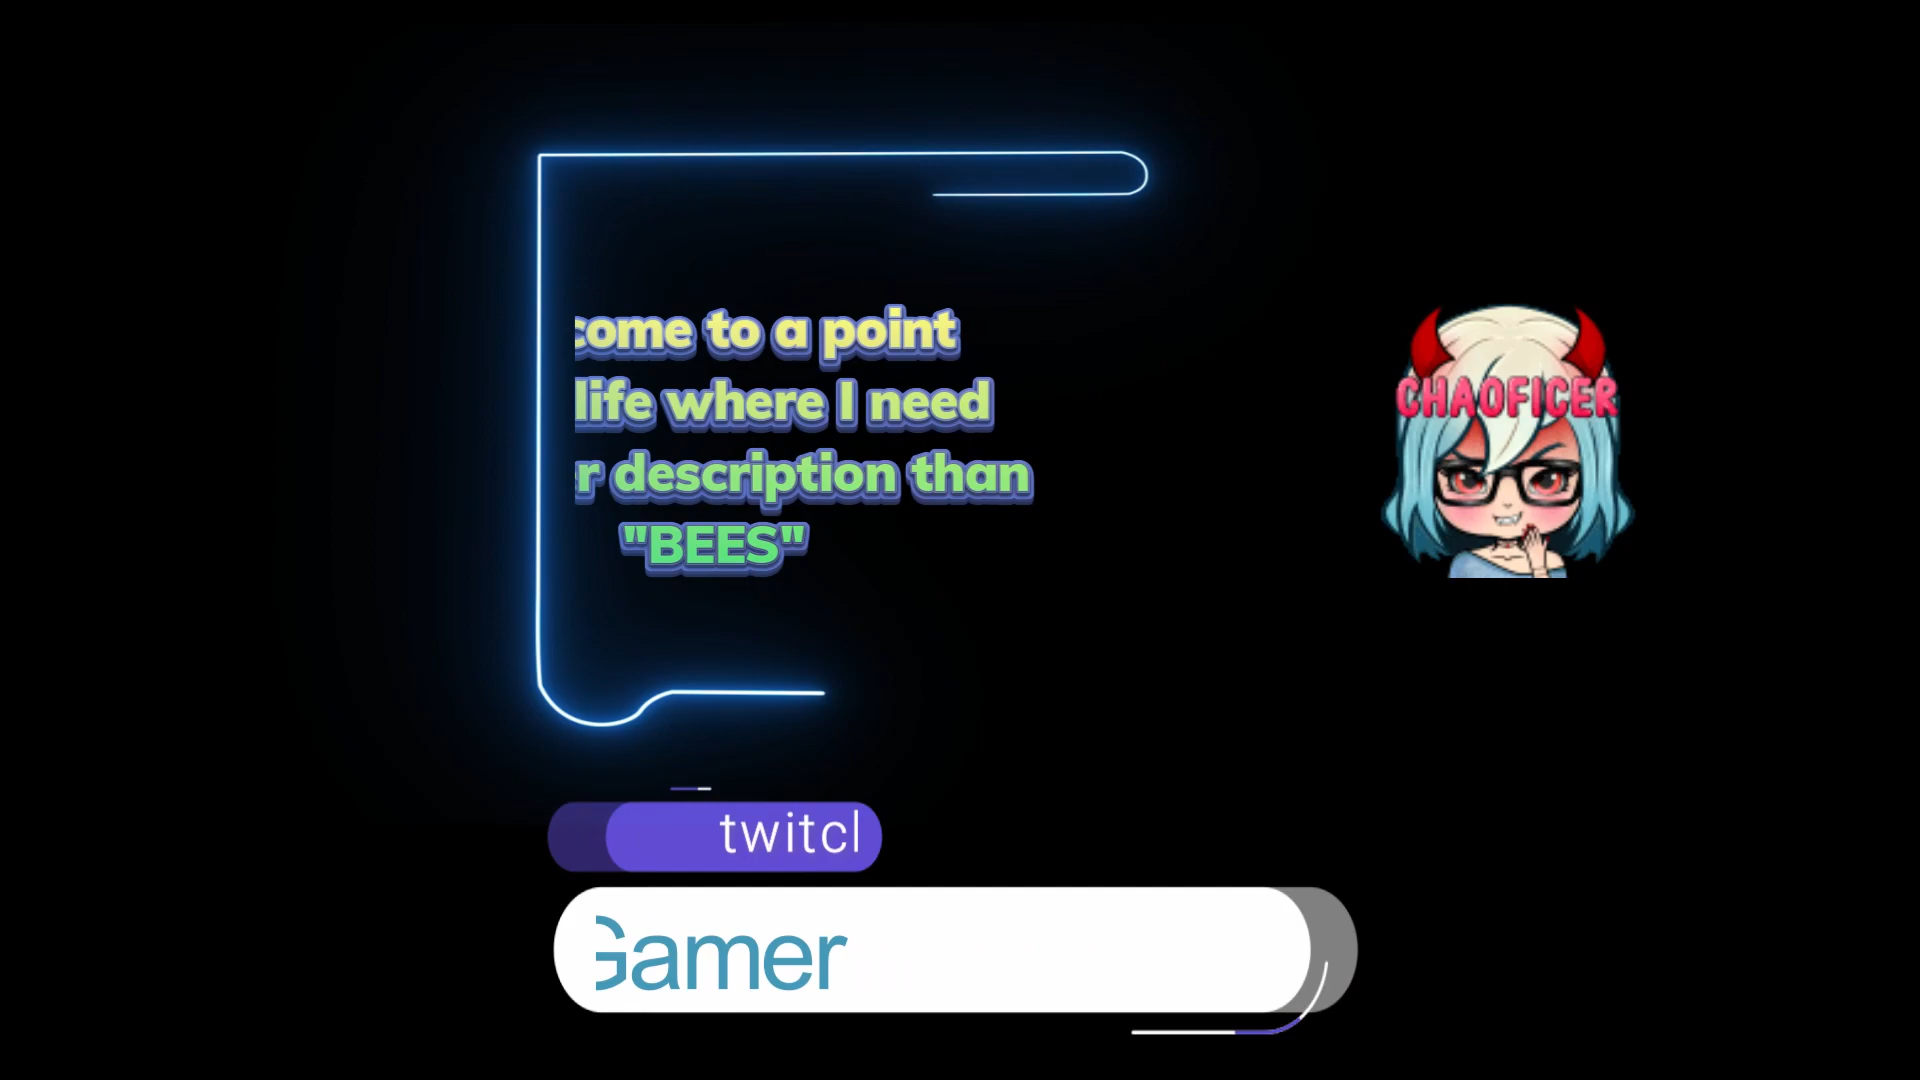 come to a point
life where I need
r description than
"BEES"
CHAOFICER
twitcl
Gamer